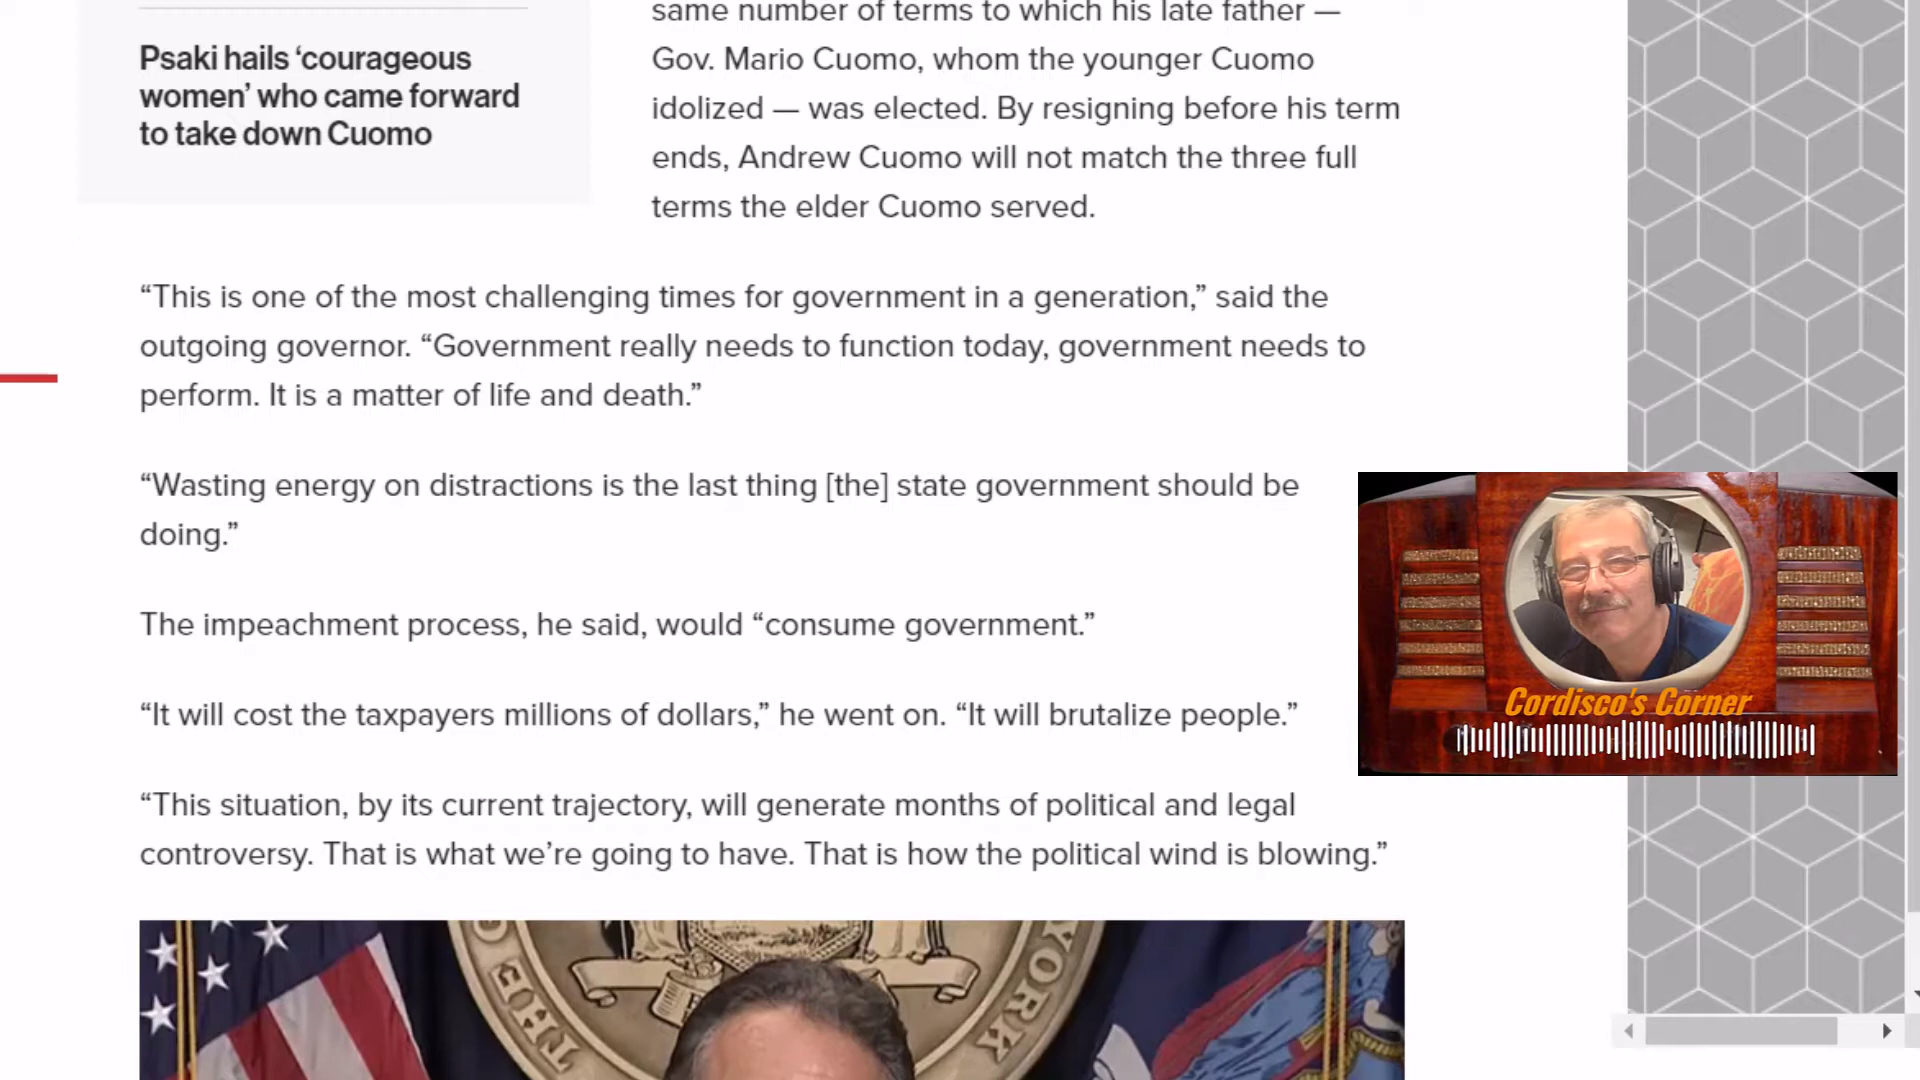 Psaki hails ‘courageous
women’ who came forward
to take down Cuomo
same number of terms to which his late father —
Gov. Mario Cuomo, whom the younger Cuomo
idolized — was elected. By resigning before his term
ends, Andrew Cuomo will not match the three full
terms the elder Cuomo served.
“This is one of the most challenging times for government in a generation,” said the
outgoing governor. “Government really needs to function today, government needs to
perform. It is a matter of life and death.”
“Wasting energy on distractions is the last thing [the] state government should be
doing.”
The impeachment process, he said, would “consume government.”
“It will cost the taxpayers millions of dollars,” he went on. “It will brutalize people.”
“This situation, by its current trajectory, will generate months of political and legal
controversy. That is what we’re going to have. That is how the political wind is blowing.”
Cordisco's Corner
THE
YORK